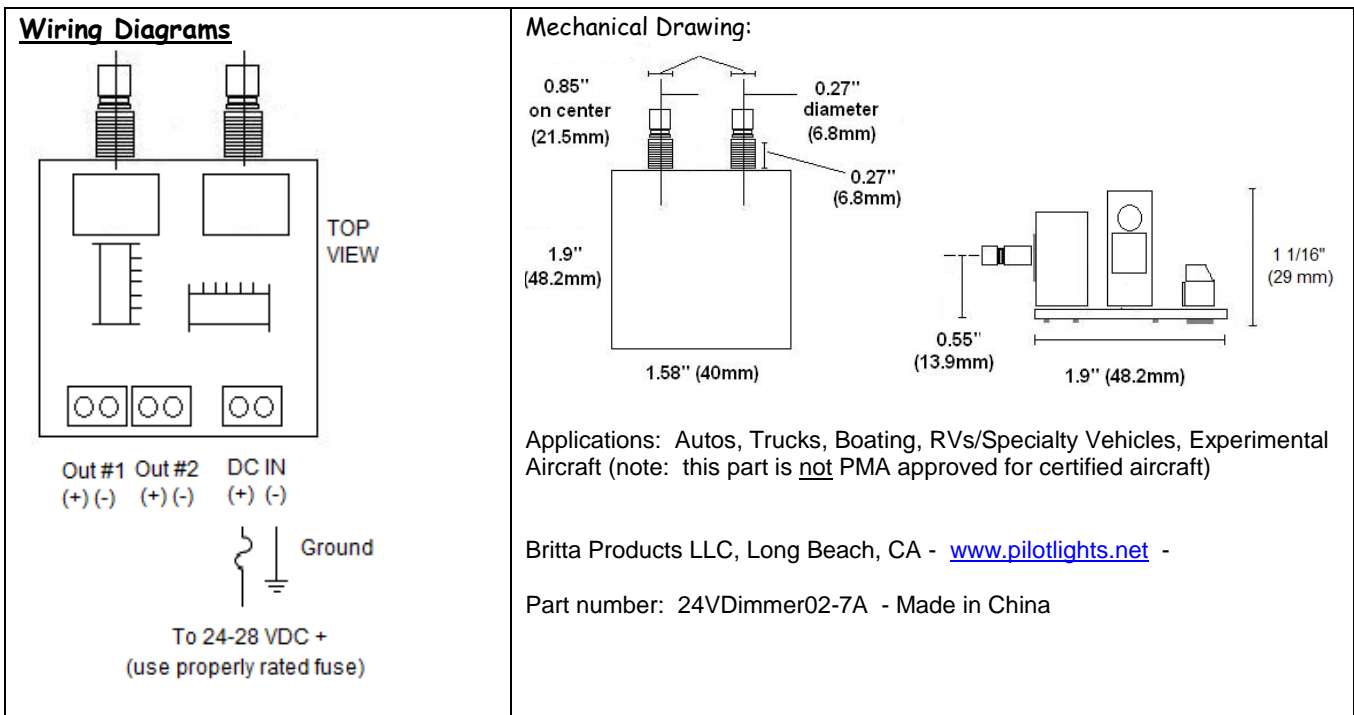 Wiring Diagrams
TOP
VIEW
Out #1 Out #2 DC IN
(+) (-) (+) (-) (+) (-)
Ground
To 24-28 VDC +
(use properly rated fuse)
Mechanical Drawing:
0.85"
on center
(21.5mm)
0.27"
diameter
(6.8mm)
0.27"
(6.8mm)
1.9"
(48.2mm)
1.58" (40mm)
0.55"
(13.9mm)
1 1/16"
(29 mm)
1.9" (48.2mm)
Applications: Autos, Trucks, Boating, RVs/Specialty Vehicles, Experimental
Aircraft (note: this part is not PMA approved for certified aircraft)
Britta Products LLC, Long Beach, CA - www.pilotlights.net -
Part number: 24VDimmer02-7A - Made in China